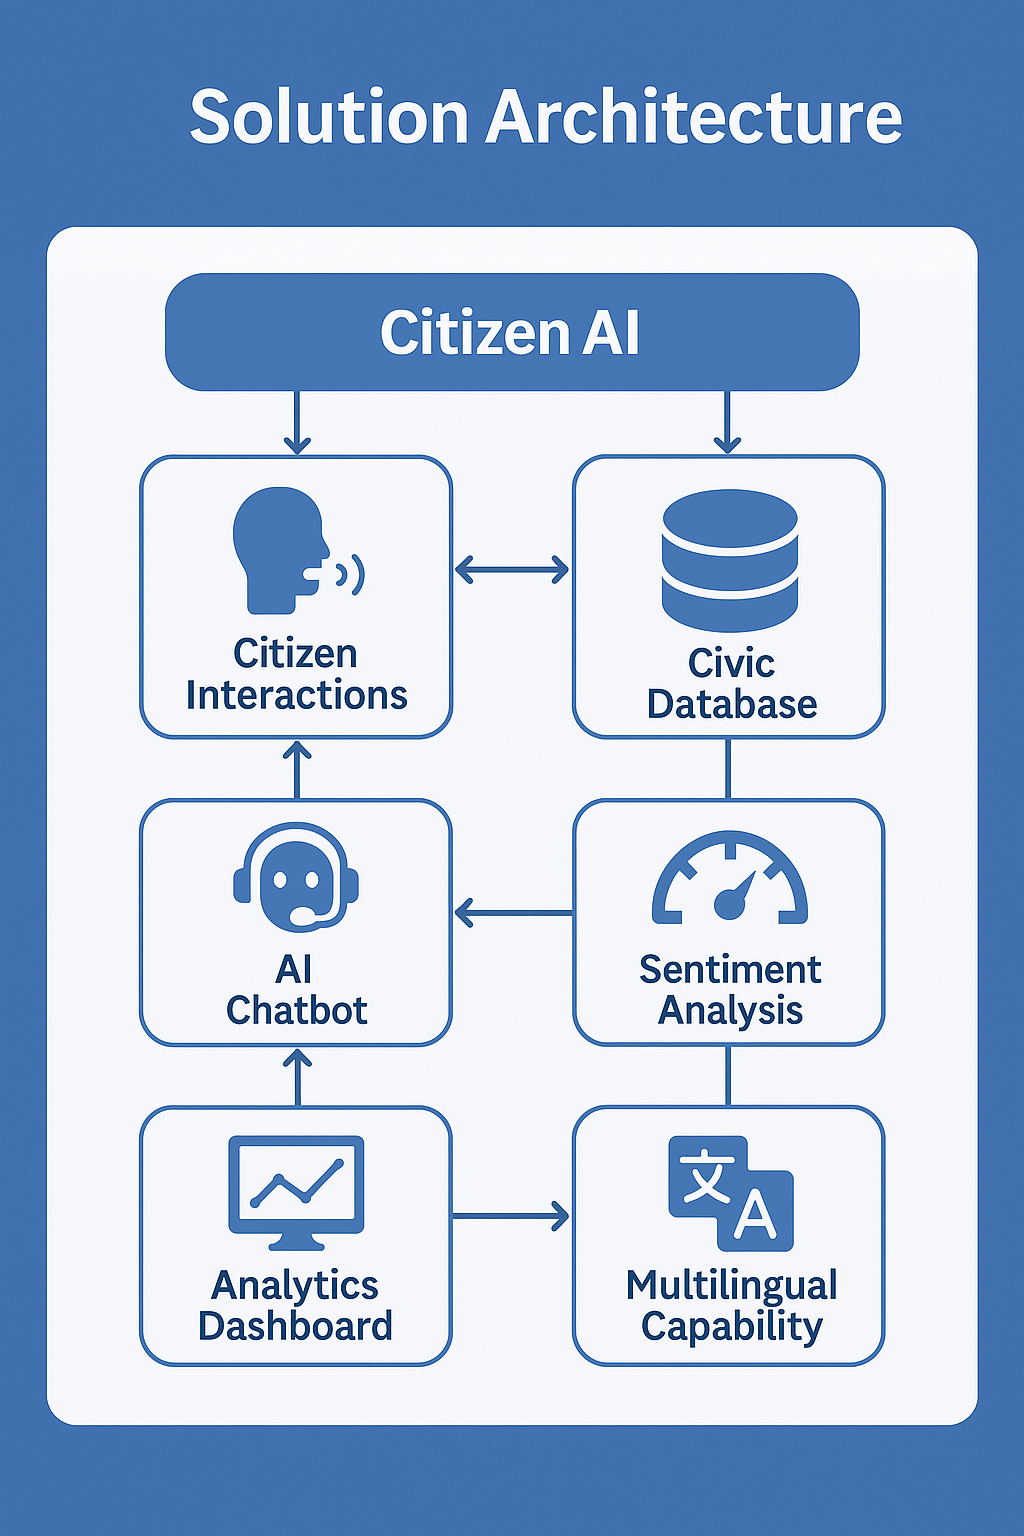 Solution Architecture
Citizen AI
Citizen
Interactions
Civic
Database
AI
Chatbot
Sentiment
Analysis
Analytics
Dashboard
文
A
Multilingual
Capability